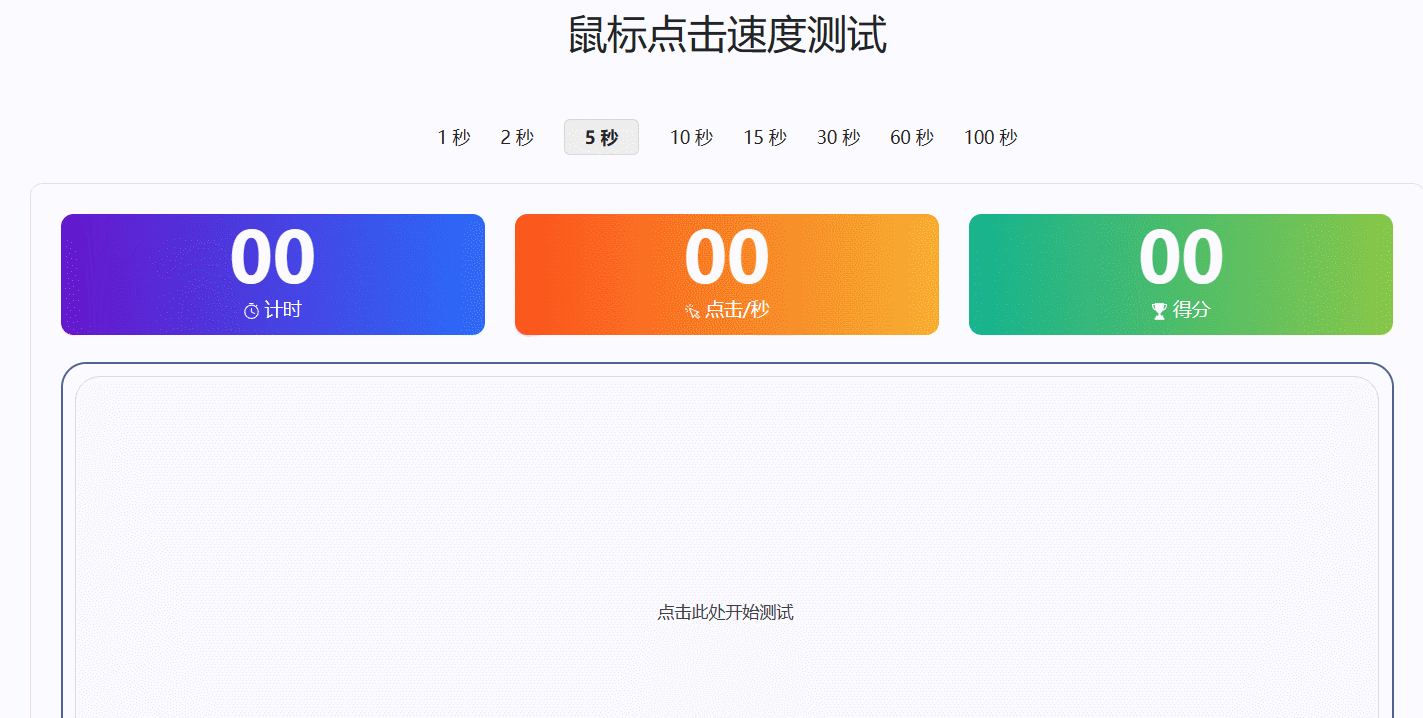 鼠标点击速度测试
1 秒 2 秒 5 秒 10 秒 15 秒 30 秒 60 秒 100 秒
00 00 00
计时 点击/秒 得分
点击此处开始测试